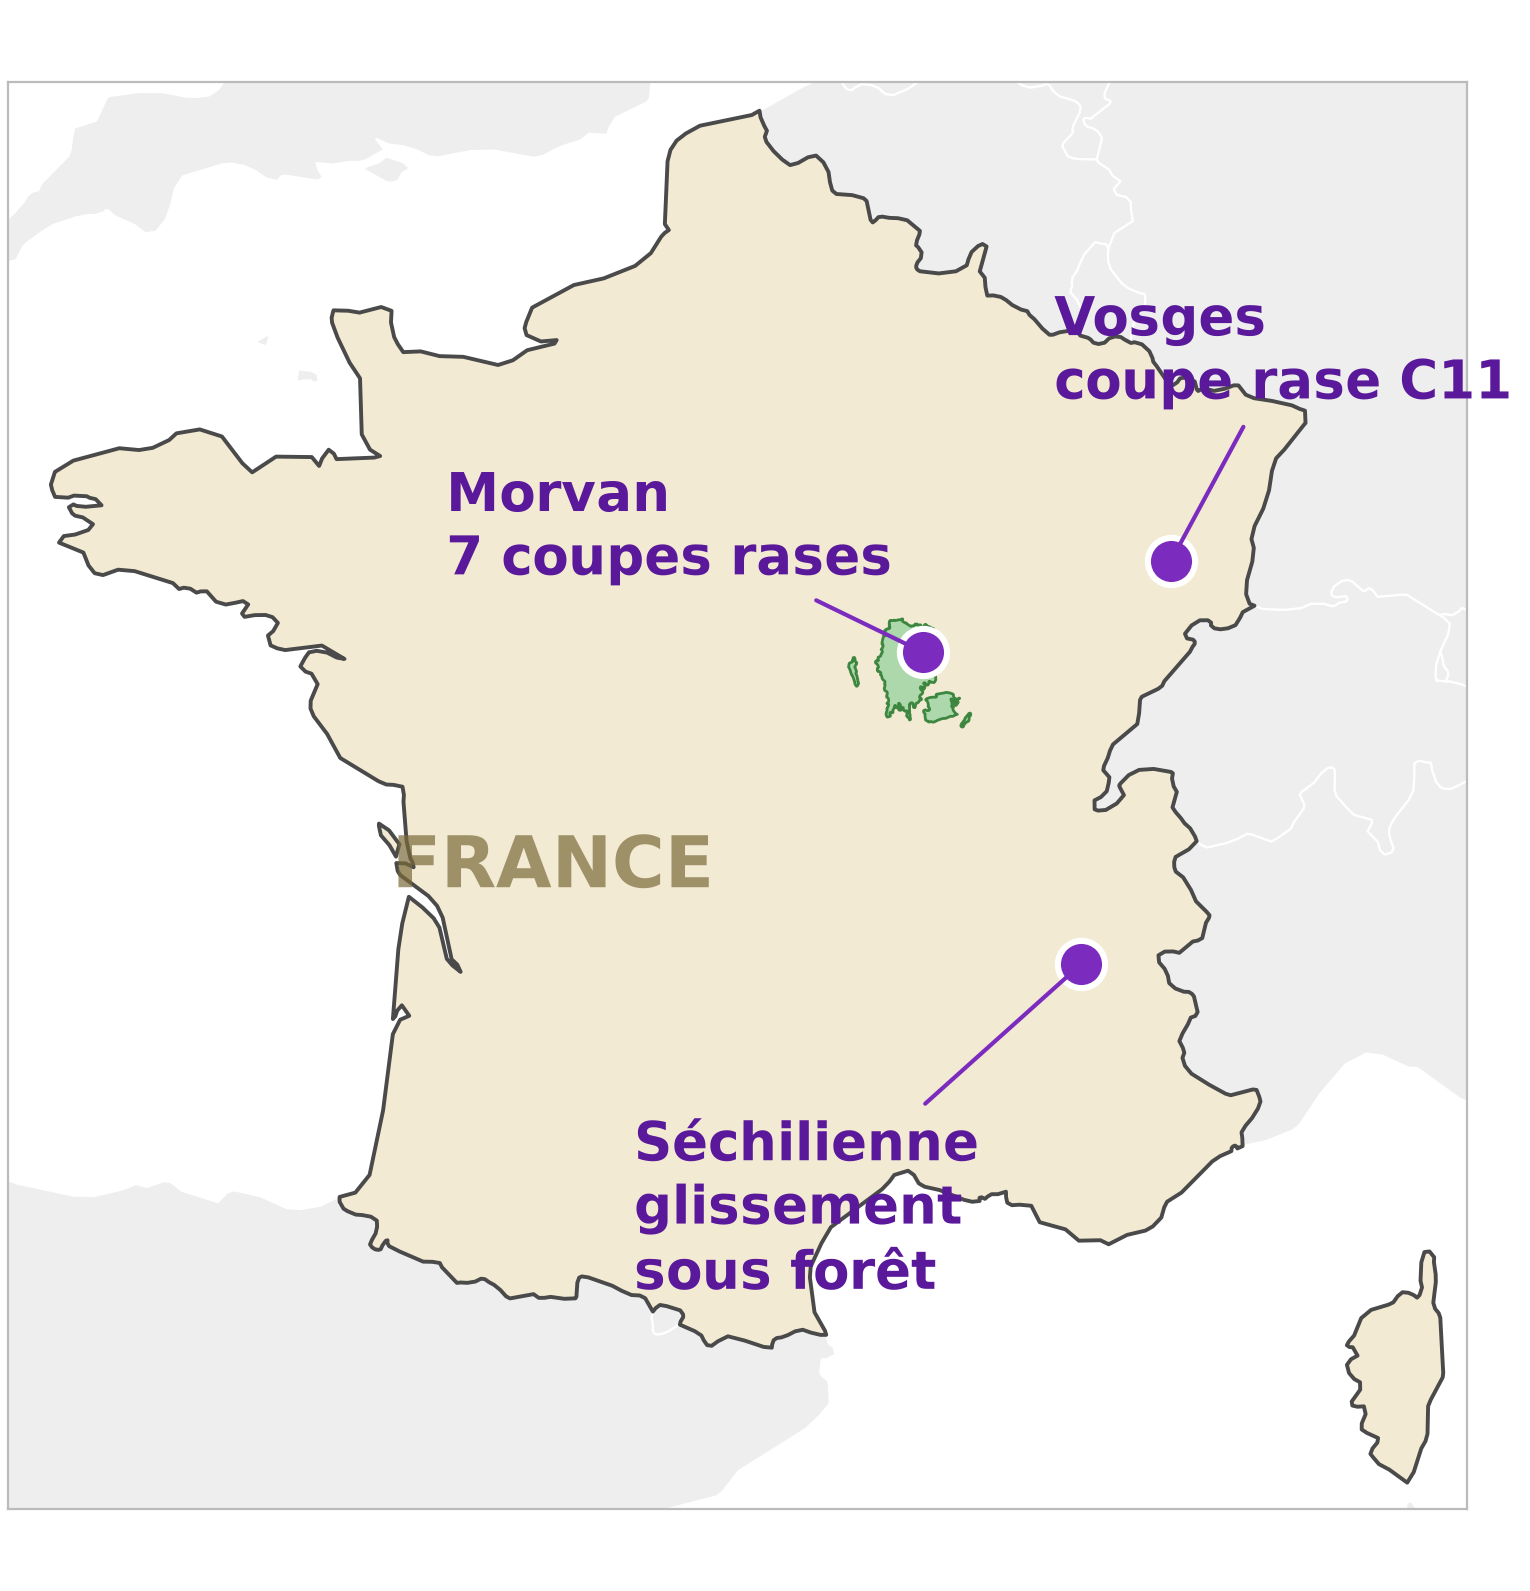 Vosges
coupe rase C11
Morvan
7 coupes rases
FRANCE
Séchilienne
glissement
sous forêt